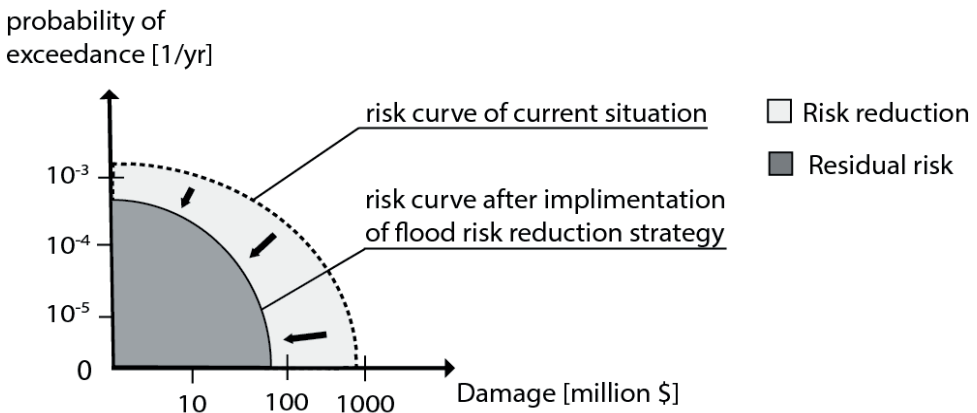 probability of
exceedance [1/yr]
risk curve of current situation
Risk reduction
Residual risk
risk curve after implimentation
of flood risk reduction strategy
10⁻³
10⁻⁴
10⁻⁵
0
10
100
1000
Damage [million $]